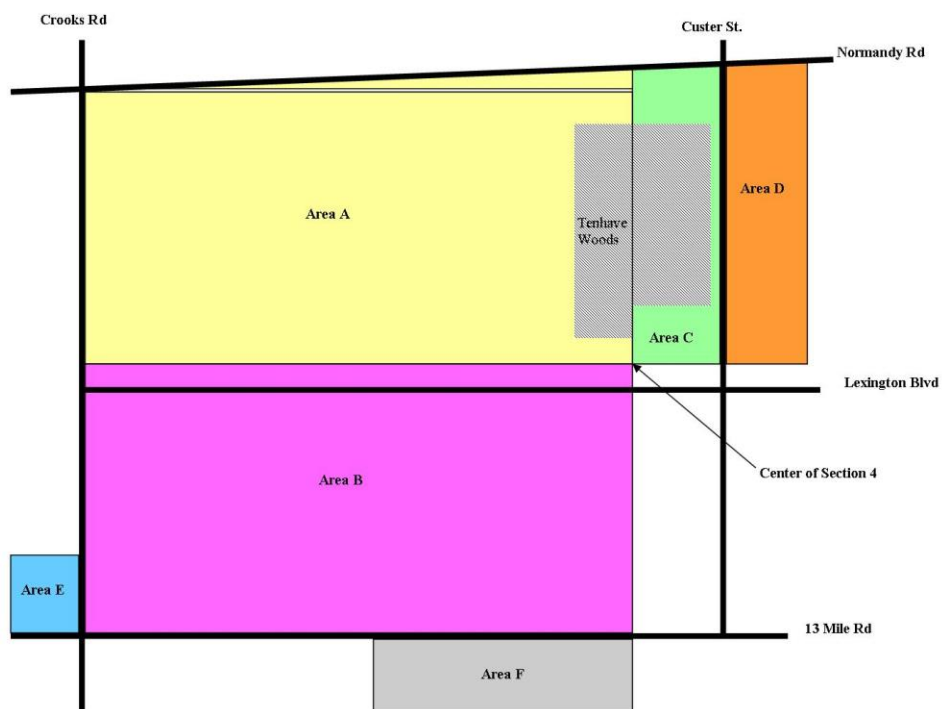 Crooks Rd
Custer St.
Normandy Rd
Area D
Area A
Tenhave
Woods
Area C
Lexington Blvd
Center of Section 4
Area B
Area E
13 Mile Rd
Area F